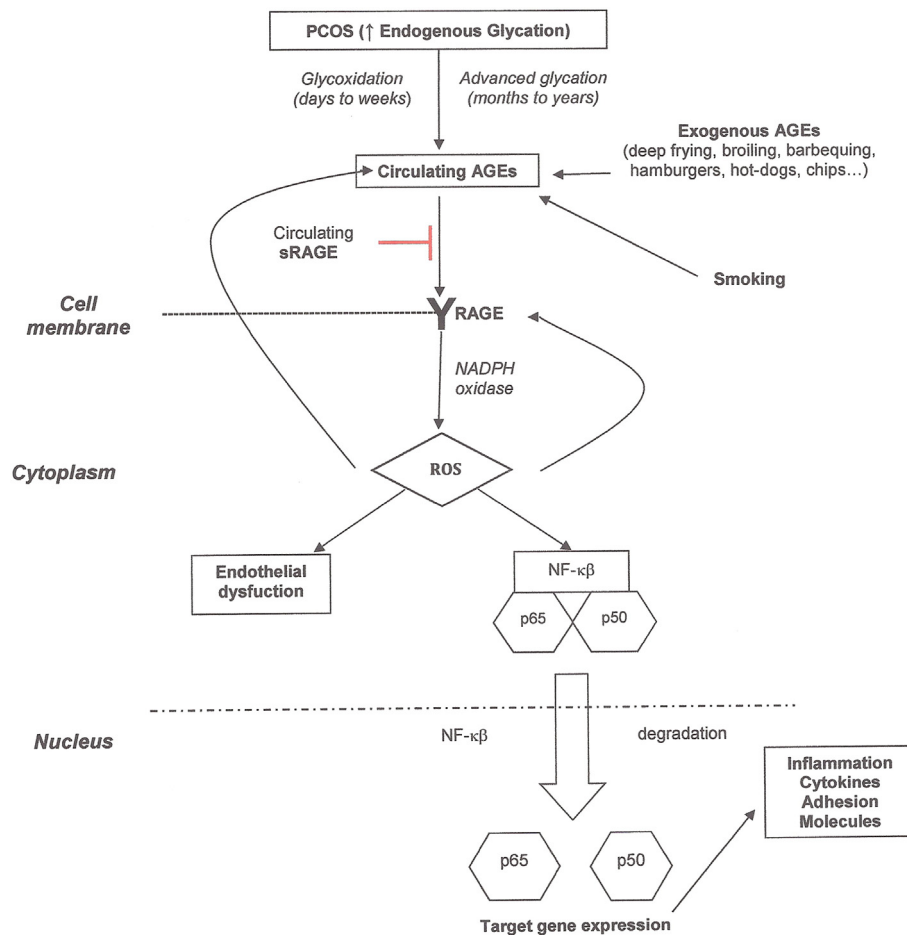 PCOS (↑ Endogenous Glycation)
Glycoxidation
(days to weeks)
Advanced glycation
(months to years)
Exogenous AGEs
(deep frying, broiling, barbequing,
hamburgers, hot-dogs, chips...)
Circulating AGEs
Circulating
sRAGE
Smoking
Cell
membrane
RAGE
NADPH
oxidase
Cytoplasm
ROS
Endothelial
dysfuction
NF-κβ
p65
p50
Nucleus
NF-κβ
degradation
Inflammation
Cytokines
Adhesion
Molecules
p65
p50
Target gene expression